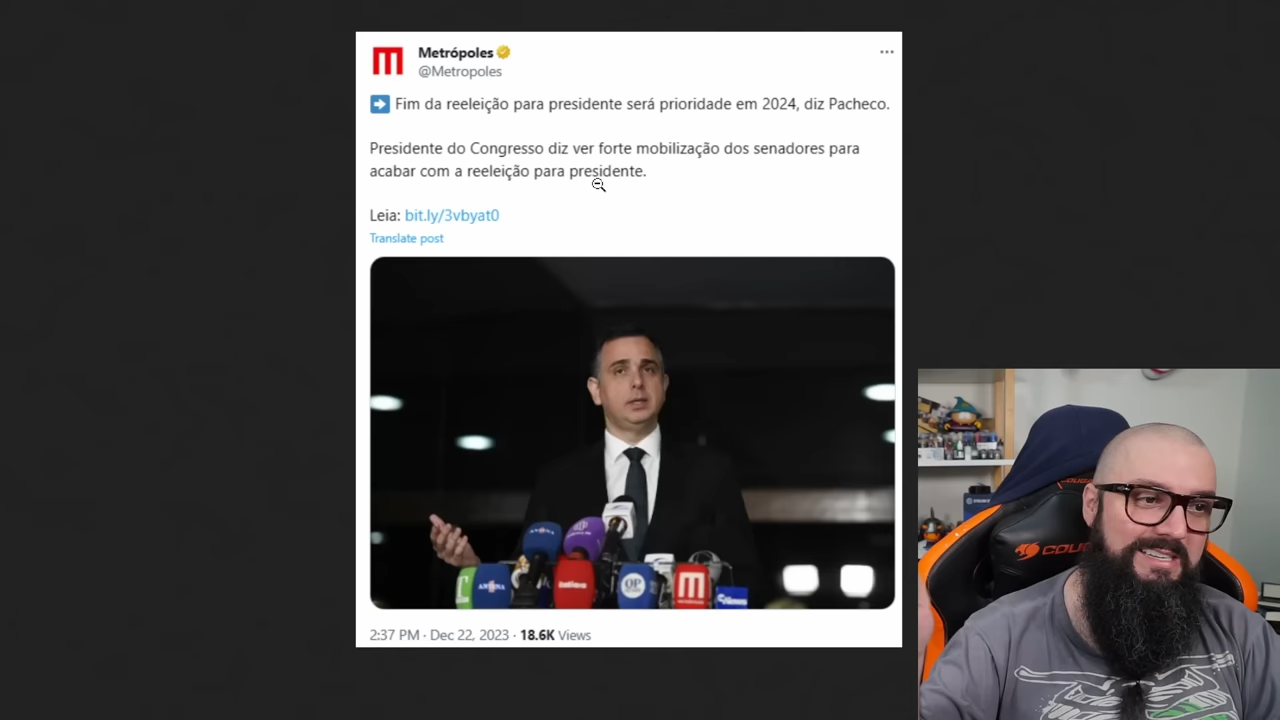 Metrópoles
@Metropoles
➡ Fim da reeleição para presidente será prioridade em 2024, diz Pacheco.
Presidente do Congresso diz ver forte mobilização dos senadores para
acabar com a reeleição para presidente.
Leia: bit.ly/3vbyat0
Translate post
2:37 PM · Dec 22, 2023 · 18.6K Views